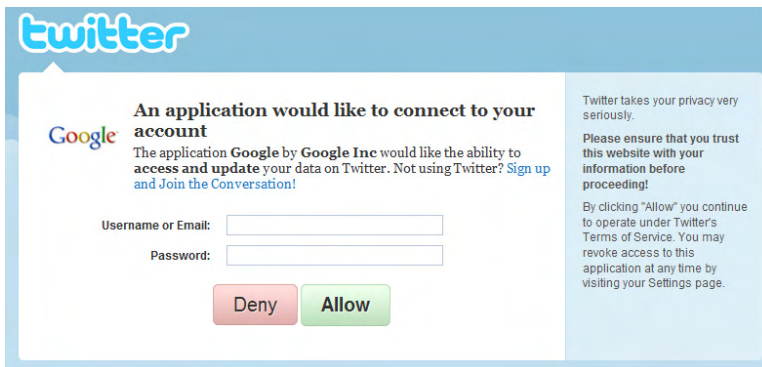 twitter
Google
An application would like to connect to your
account
The application Google by Google Inc would like the ability to
access and update your data on Twitter. Not using Twitter? Sign up
and Join the Conversation!
Username or Email:
Password:
Deny
Allow
Twitter takes your privacy very
seriously.
Please ensure that you trust
this website with your
information before
proceeding!
By clicking "Allow" you continue
to operate under Twitter's
Terms of Service. You may
revoke access to this
application at any time by
visiting your Settings page.